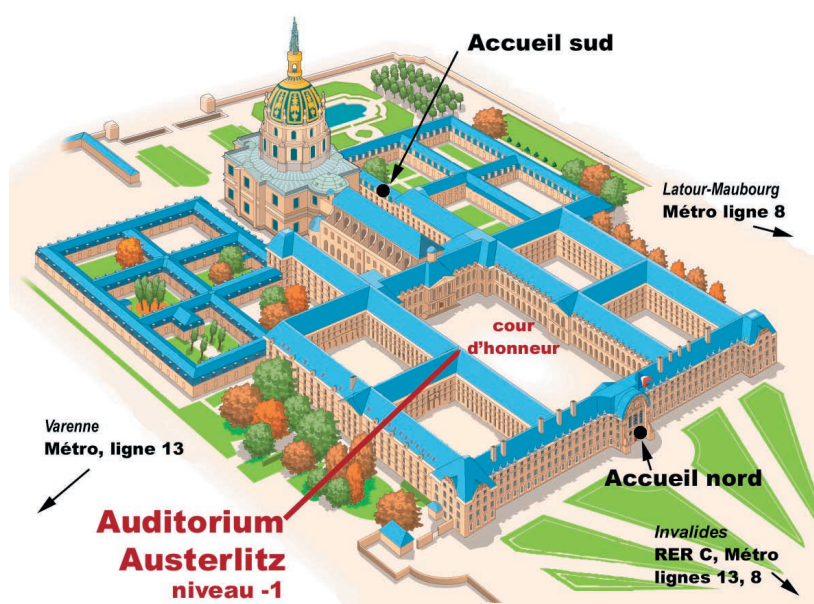 Accueil sud
Latour-Maubourg
Métro ligne 8
cour
d'honneur
Varenne
Métro, ligne 13
Accueil nord
Auditorium
Austerlitz
niveau -1
Invalides
RER C, Métro
lignes 13, 8